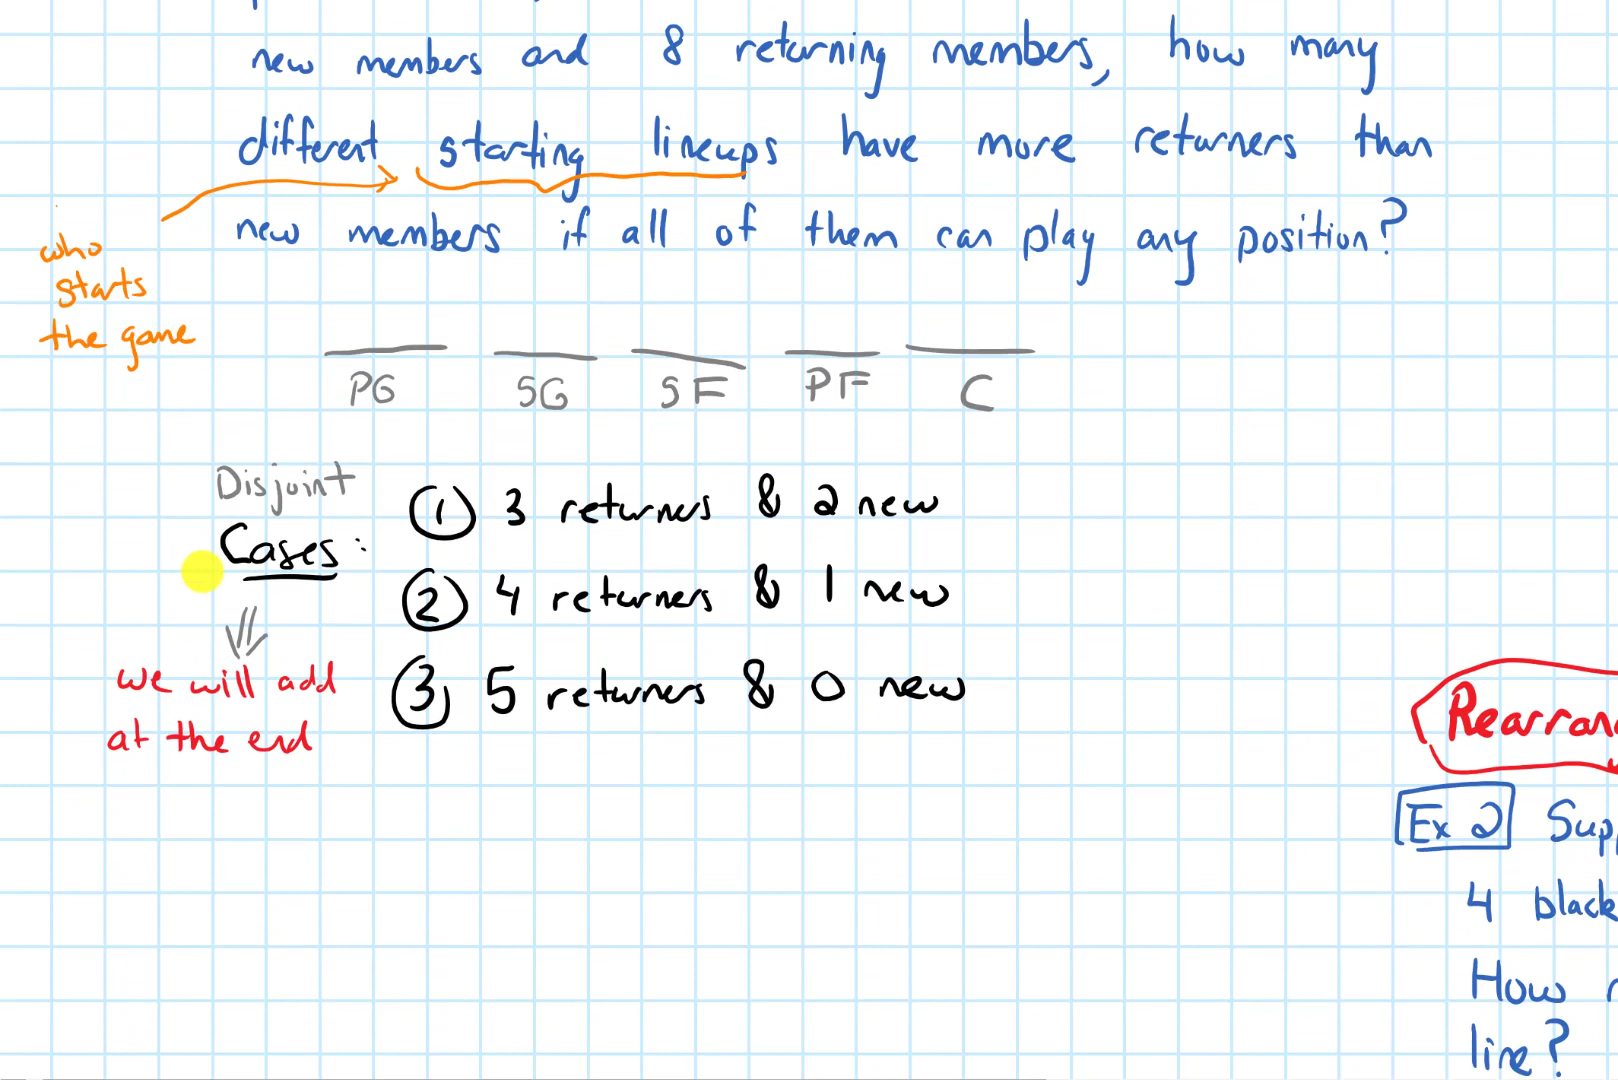 new members and 8 returning members, how many
different starting lineups have more returners than
new members if all of them can play any position?
who
starts
the game
PG SG SF PF C
Disjoint
Cases:
① 3 returners & 2 new
② 4 returners & 1 new
③ 5 returners & 0 new
we will add
at the end
Rearran
Ex 2 Supp
4 black
How
line?